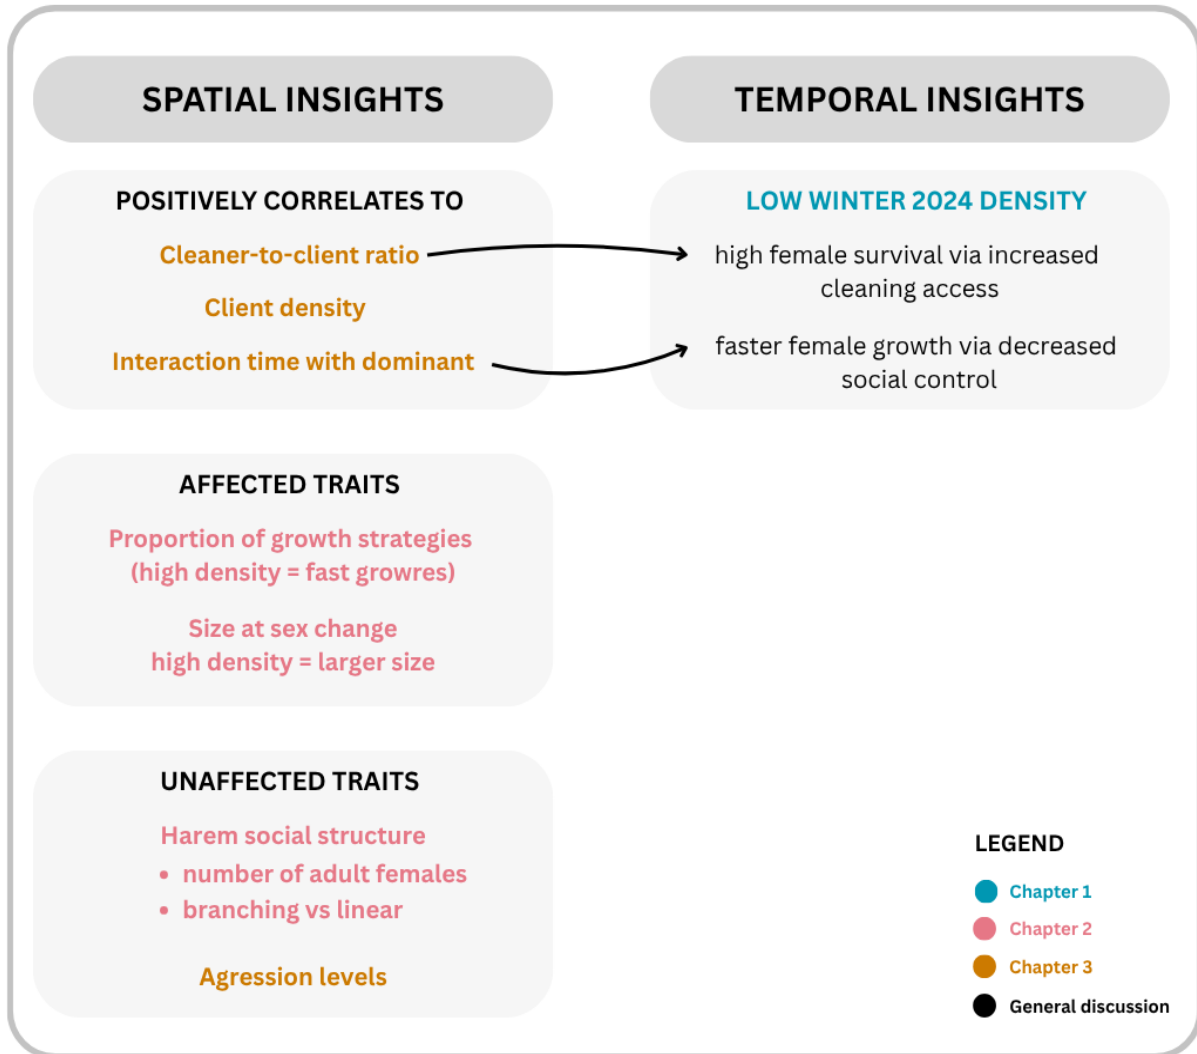 SPATIAL INSIGHTS
POSITIVELY CORRELATES TO
Cleaner-to-client ratio
Client density
Interaction time with dominant
AFFECTED TRAITS
Proportion of growth strategies
(high density = fast growres)
Size at sex change
high density = larger size
UNAFFECTED TRAITS
Harem social structure
• number of adult females
• branching vs linear
Agression levels
TEMPORAL INSIGHTS
LOW WINTER 2024 DENSITY
high female survival via increased
cleaning access
faster female growth via decreased
social control
LEGEND
Chapter 1
Chapter 2
Chapter 3
General discussion